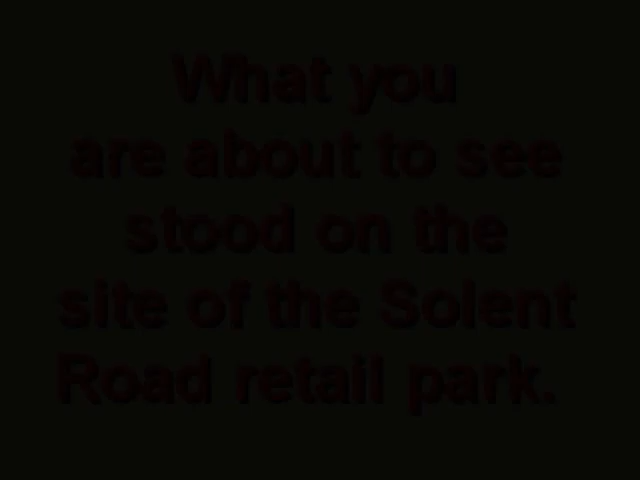 What you
are about to see
stood on the
site of the Solent
Road retail park.